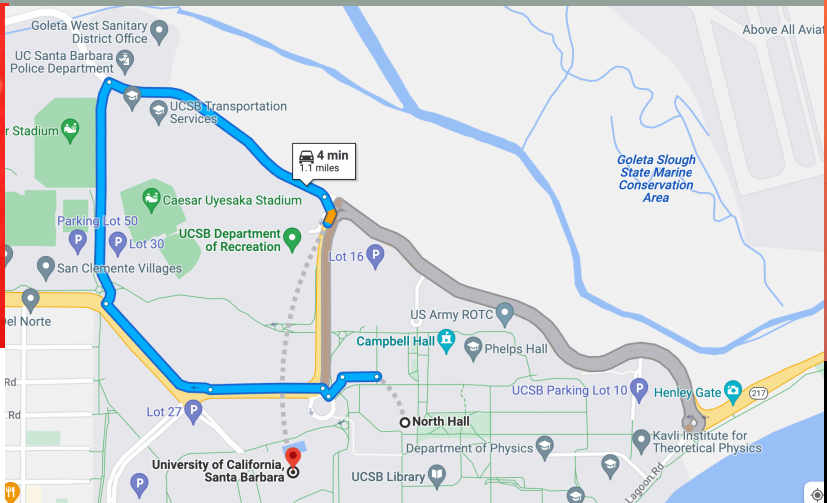 Goleta West Sanitary
District Office
Above All Aviat
UC Santa Barbara
Police Department
UCSB Transportation
Services
r Stadium
4 min
1.1 miles
Goleta Slough
State Marine
Conservation
Area
Caesar Uyesaka Stadium
Parking Lot 50
P
P
Lot 30
UCSB Department
of Recreation
Lot 16
P
San Clemente Villages
US Army ROTC
Del Norte
Campbell Hall
Phelps Hall
Rd
UCSB Parking Lot 10
P
Henley Gate
217
Rd
Lot 27
P
North Hall
Kavli Institute for
Theoretical Physics
Department of Physics
University of California,
Santa Barbara
UCSB Library
Lagoon Rd
P